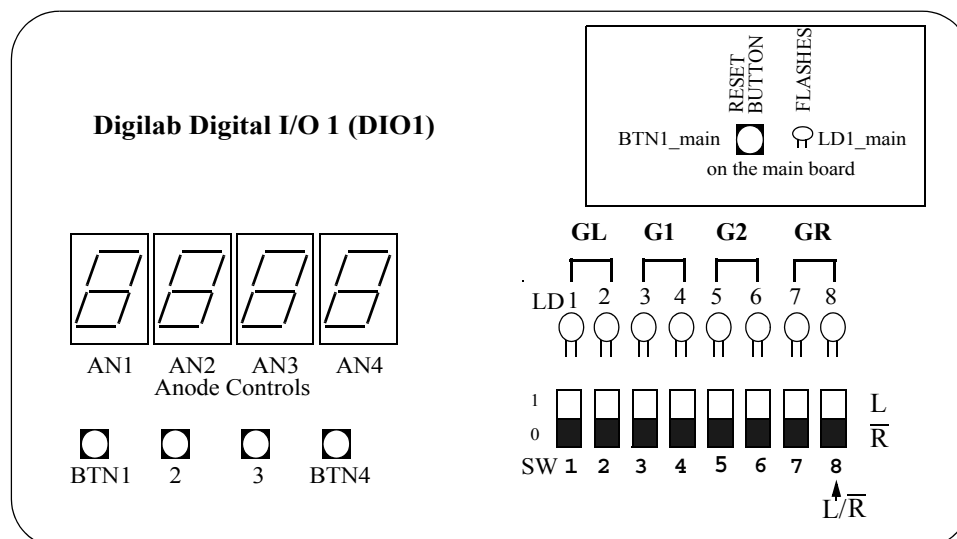 RESET
BUTTON
FLASHES
Digilab Digital I/O 1 (DIO1)
BTN1_main
LD1_main
on the main board
GL G1 G2 GR
LD 1 2 3 4 5 6 7 8
AN1 AN2 AN3 AN4
Anode Controls
1
0
L
R̅
BTN1 2 3 BTN4
SW 1 2 3 4 5 6 7 8
L/R̅